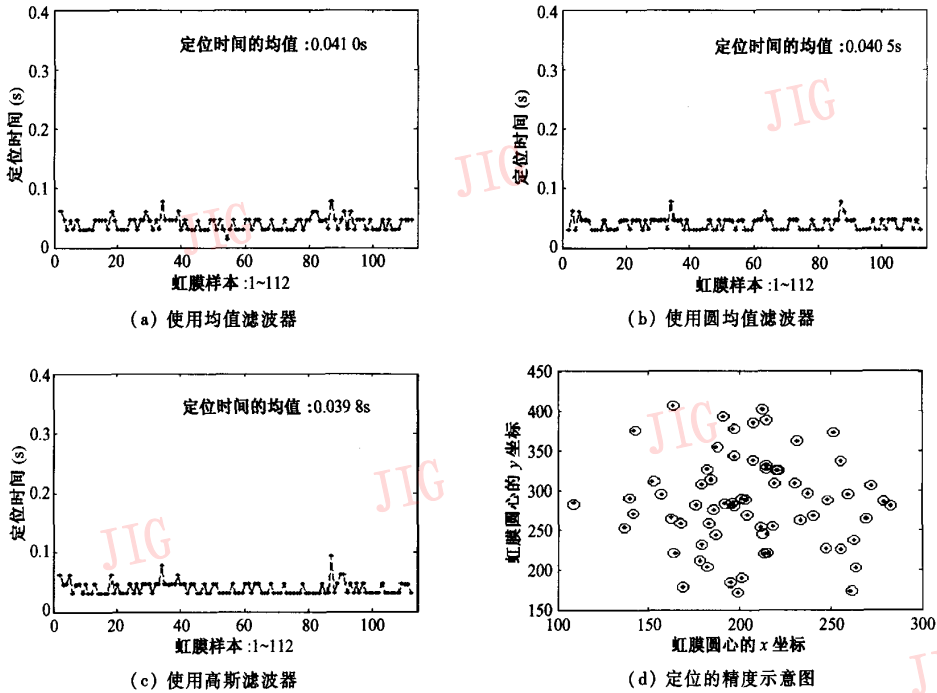 0.4
0.3
0.2
0.1
0
定位时间 (s)
定位时间的均值 :0.041 0s
0 20 40 60 80 100
虹膜样本 :1~112
(a) 使用均值滤波器
0.4
0.3
0.2
0.1
0
定位时间 (s)
定位时间的均值 :0.040 5s
0 20 40 60 80 100
虹膜样本 :1~112
(b) 使用圆均值滤波器
0.4
0.3
0.2
0.1
0
定位时间 (s)
定位时间的均值 :0.039 8s
0 20 40 60 80 100
虹膜样本 :1~112
(c) 使用高斯滤波器
450
400
350
300
250
200
150
虹膜圆心的 y 坐标
100 150 200 250 300
虹膜圆心的 x 坐标
(d) 定位的精度示意图
JIG
JIG
JIG
JIG
JIG
JIG
JI